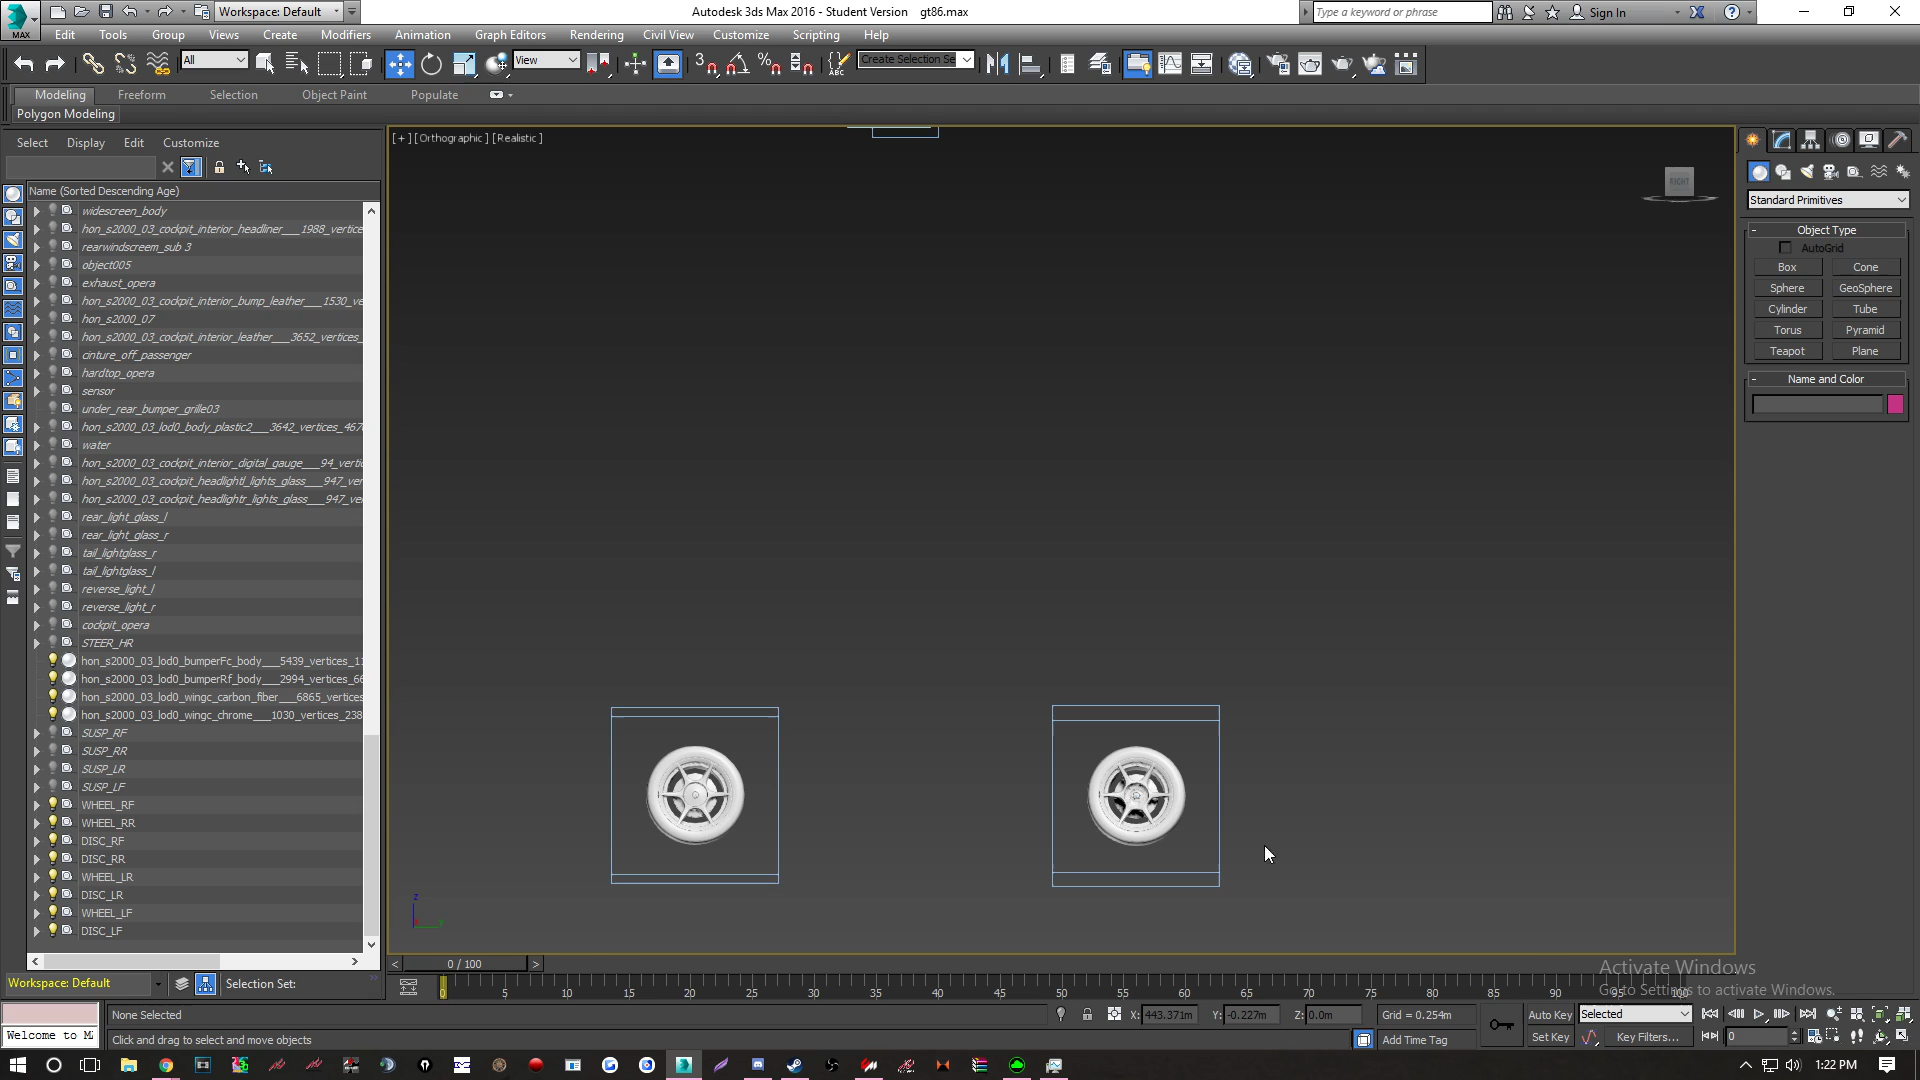 Workspace: Default
Autodesk 3ds Max 2016 - Student Version gt86.max
Type a keyword or phrase
Sign In
MAX
Edit Tools Group Views Create Modifiers Animation Graph Editors Rendering Civil View Customize Scripting Help
All
View
Create Selection Se
Modeling Freeform Selection Object Paint Populate
Polygon Modeling
Select Display Edit Customize
[+] [Orthographic] [Realistic]
Name (Sorted Descending Age)
widescreen_body
hon_s2000_03_cockpit_interior_headliner___1988_vertice
rearwindscreem_sub 3
object005
exhaust_opera
hon_s2000_03_cockpit_interior_bump_leather___1530_ve
hon_s2000_07
hon_s2000_03_cockpit_interior_leather___3652_vertices_
cinture_off_passenger
hardtop_opera
sensor
under_rear_bumper_grille03
hon_s2000_03_lod0_body_plastic2___3642_vertices_467
water
hon_s2000_03_cockpit_interior_digital_gauge___94_verti
hon_s2000_03_cockpit_headlightl_lights_glass___947_ver
hon_s2000_03_cockpit_headlightr_lights_glass___947_ve
rear_light_glass_l
rear_light_glass_r
tail_lightglass_r
tail_lightglass_l
reverse_light_l
reverse_light_r
cockpit_opera
STEER_HR
hon_s2000_03_lod0_bumperFc_body___5439_vertices_1
hon_s2000_03_lod0_bumperRf_body___2994_vertices_66
hon_s2000_03_lod0_wingc_carbon_fiber___6865_vertices
hon_s2000_03_lod0_wingc_chrome___1030_vertices_238
SUSP_RF
SUSP_RR
SUSP_LR
SUSP_LF
WHEEL_RF
WHEEL_RR
DISC_RF
DISC_RR
WHEEL_LR
DISC_LR
WHEEL_LF
DISC_LF
RIGHT
z
Standard Primitives
Object Type
AutoGrid
Box Cone
Sphere GeoSphere
Cylinder Tube
Torus Pyramid
Teapot Plane
Name and Color
0 / 100
Activate Windows
Go to Settings to activate Windows.
Workspace: Default
Selection Set:
0 5 10 15 20 25 30 35 40 45 50 55 60 65 70 75 80 85 90 95 100
None Selected
X: 443.371m Y: -0.227m Z: 0.0m
Grid = 0.254m
Auto Key Selected
Welcome to M
Click and drag to select and move objects
Add Time Tag
Set Key Key Filters...
0
1:22 PM